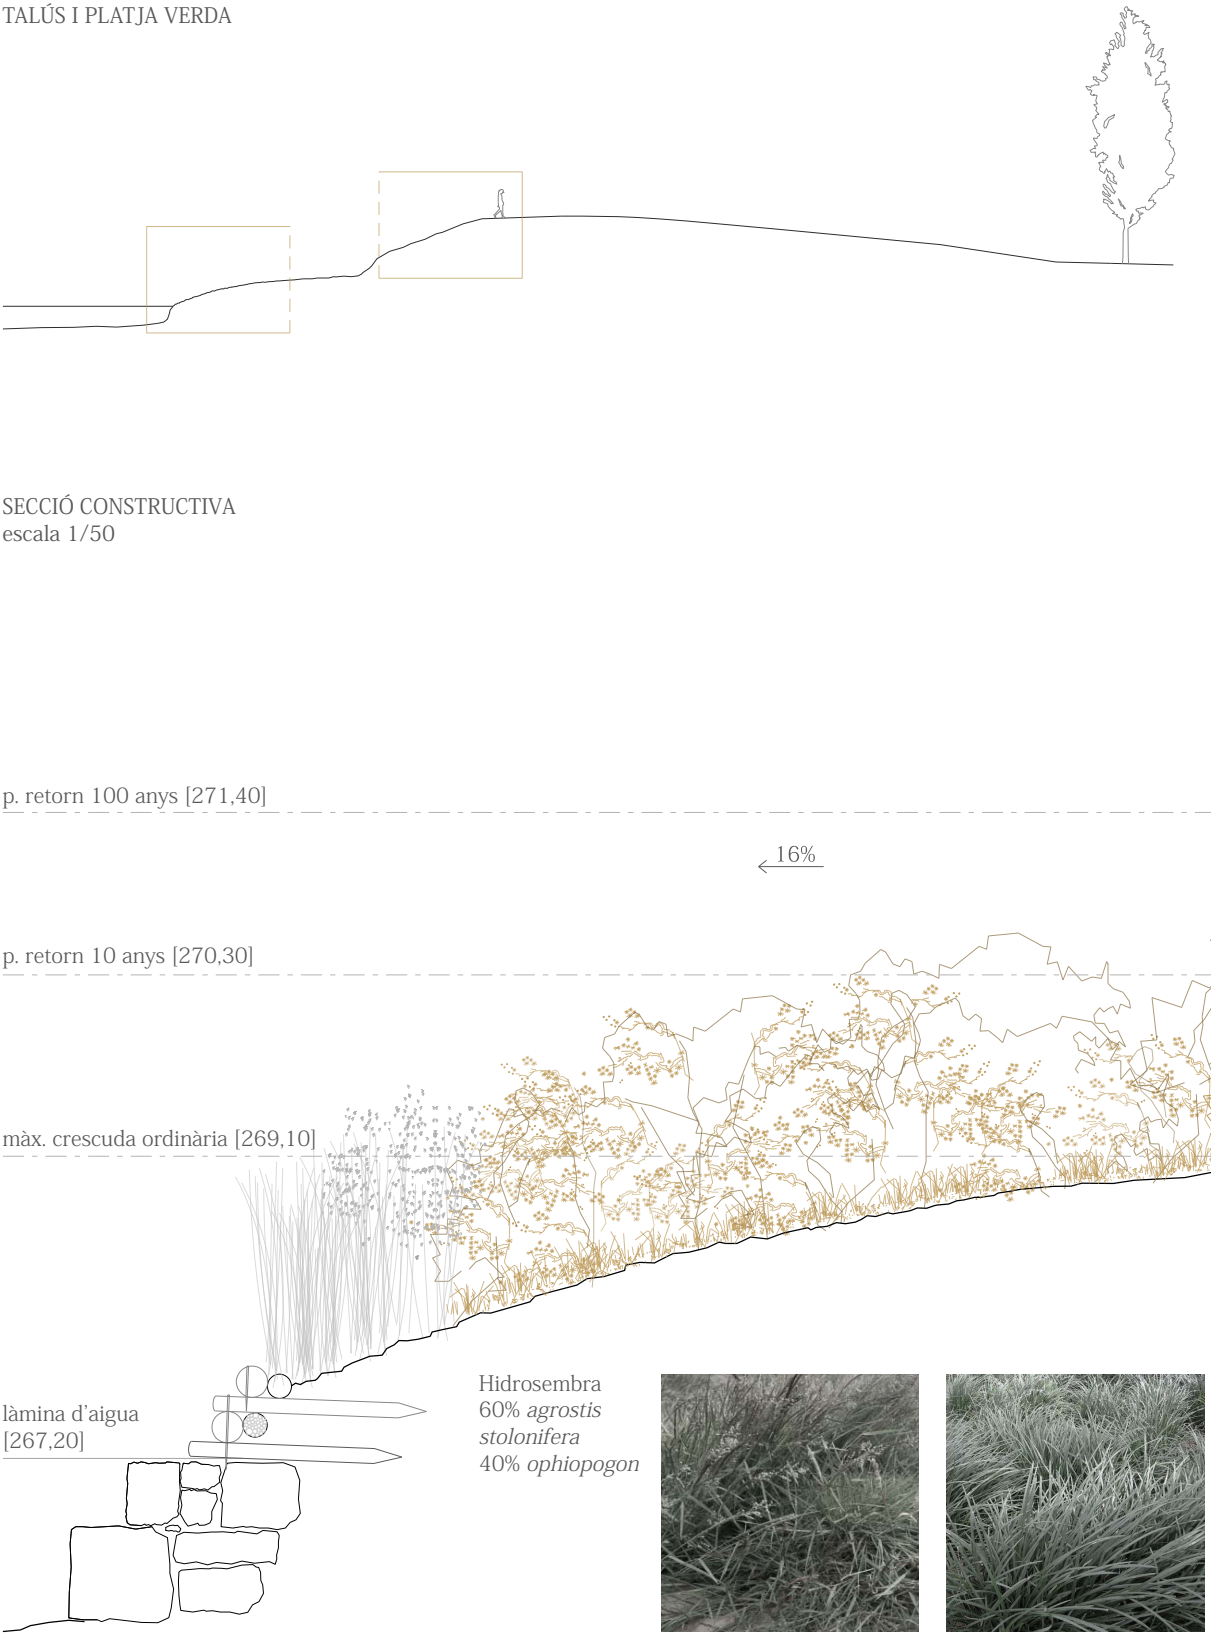 TALÚS I PLATJA VERDA
SECCIÓ CONSTRUCTIVA
escala 1/50
p. retorn 100 anys [271,40]
16%
p. retorn 10 anys [270,30]
màx. crescuda ordinària [269,10]
làmina d'aigua
[267,20]
Hidrosembra
60% agrostis
stolonifera
40% ophiopogon